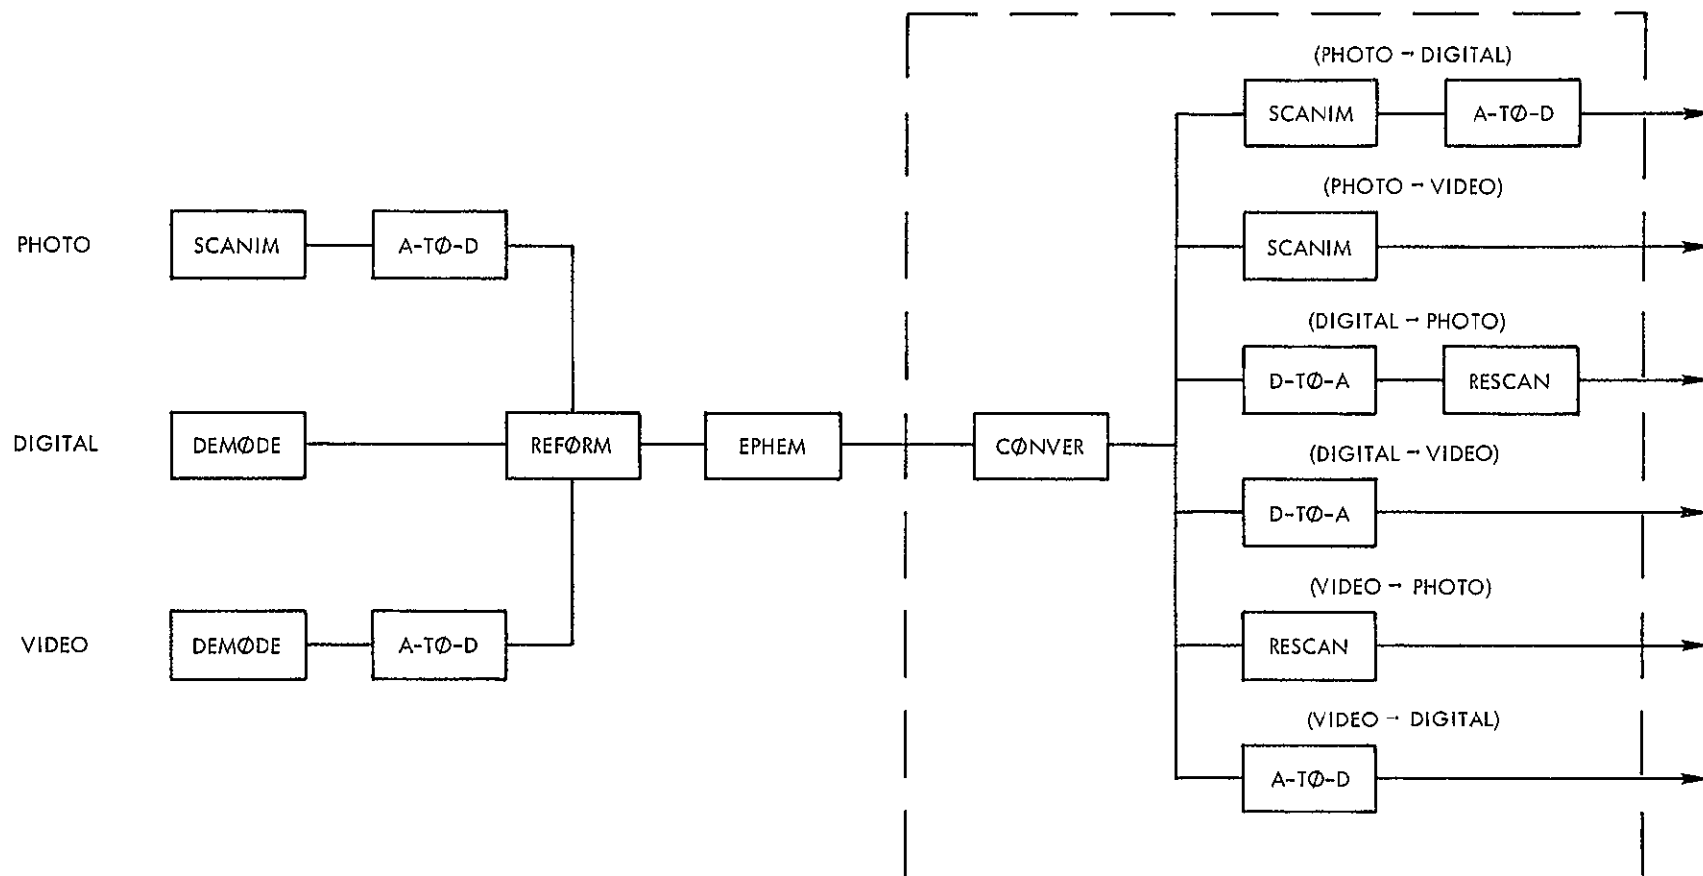 (PHOTO → DIGITAL)
SCANIM
A-TØ-D
(PHOTO → VIDEO)
PHOTO
SCANIM
A-TØ-D
SCANIM
(DIGITAL → PHOTO)
D-TØ-A
RESCAN
DIGITAL
DEMØDE
REFØRM
EPHEM
CØNVER
(DIGITAL → VIDEO)
D-TØ-A
(VIDEO → PHOTO)
VIDEO
DEMØDE
A-TØ-D
RESCAN
(VIDEO → DIGITAL)
A-TØ-D